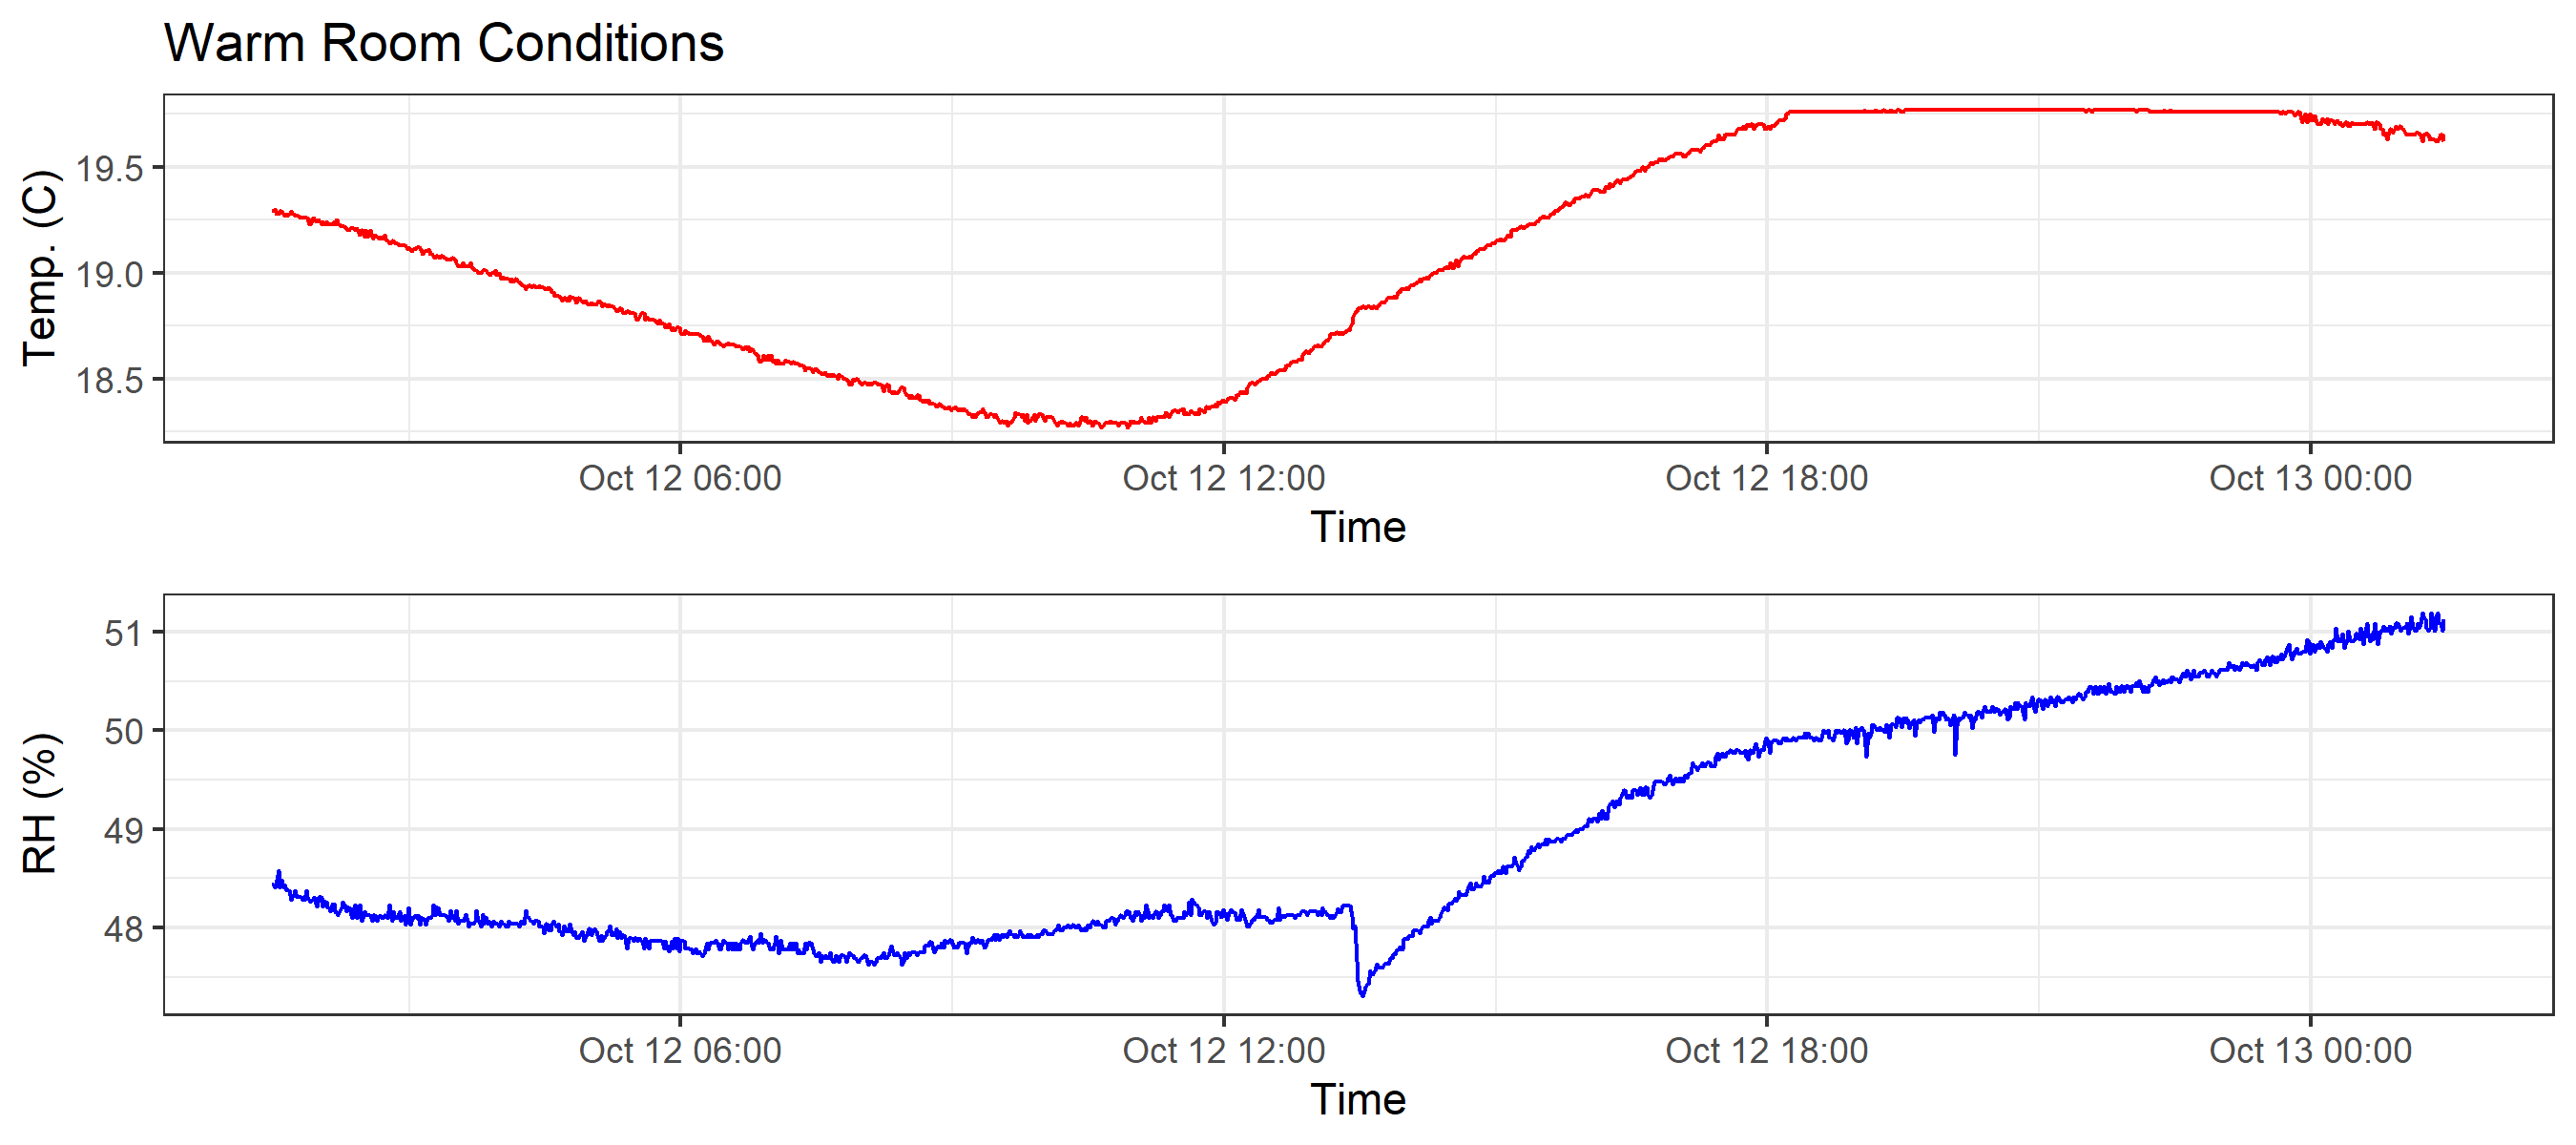 Warm Room Conditions
Temp. (C)
19.5
19.0
18.5
Oct 12 06:00 Oct 12 12:00 Oct 12 18:00 Oct 13 00:00
Time
RH (%)
51
50
49
48
Oct 12 06:00 Oct 12 12:00 Oct 12 18:00 Oct 13 00:00
Time